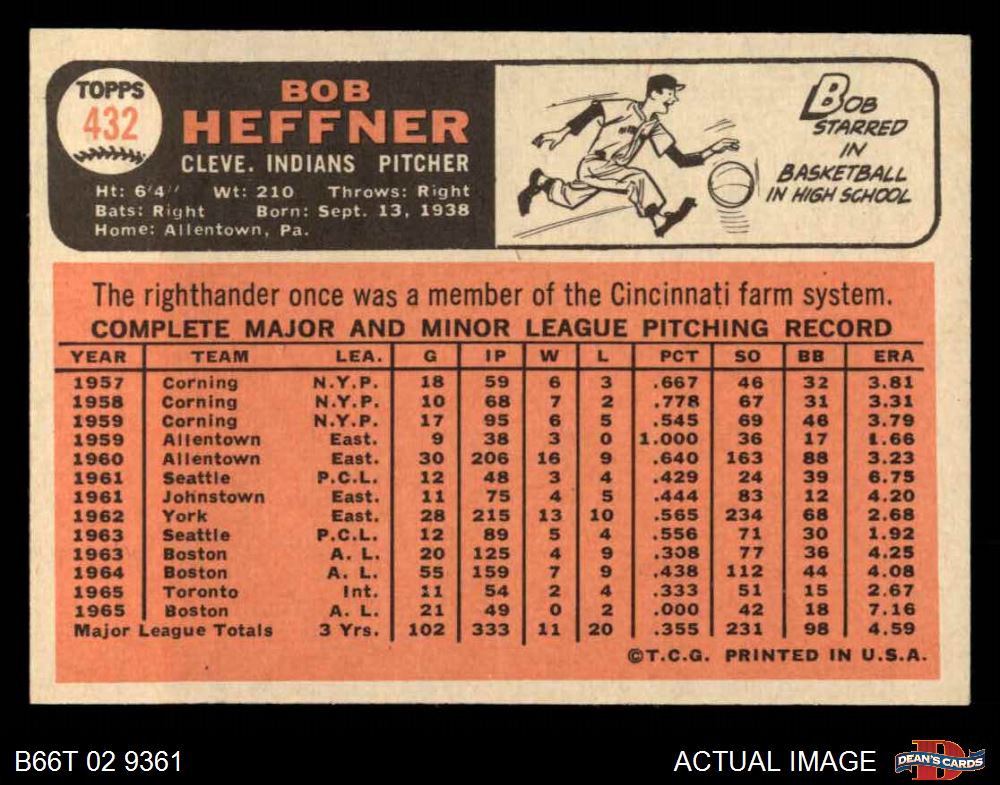 TOPPS
432
BOB
HEFFNER
CLEVE. INDIANS PITCHER
Ht: 6'4" Wt: 210 Throws: Right
Bats: Right Born: Sept. 13, 1938
Home: Allentown, Pa.
BOB
STARRED
IN
BASKETBALL
IN HIGH SCHOOL
The righthander once was a member of the Cincinnati farm system.
COMPLETE MAJOR AND MINOR LEAGUE PITCHING RECORD
YEAR TEAM LEA. G IP W L PCT SO BB ERA
1957 Corning N.Y.P. 18 59 6 3 .667 46 32 3.81
1958 Corning N.Y.P. 10 68 7 2 .778 67 31 3.31
1959 Corning N.Y.P. 17 95 6 5 .545 69 46 3.79
1959 Allentown East. 9 38 3 0 1.000 36 17 1.66
1960 Allentown East. 30 206 16 9 .640 163 88 3.23
1961 Seattle P.C.L. 12 48 3 4 .429 24 39 6.75
1961 Johnstown East. 11 75 4 5 .444 83 12 4.20
1962 York East. 28 215 13 10 .565 234 68 2.68
1963 Seattle P.C.L. 12 89 5 4 .556 71 30 1.92
1963 Boston A. L. 20 125 4 9 .308 77 36 4.25
1964 Boston A. L. 55 159 7 9 .438 112 44 4.08
1965 Toronto Int. 11 54 2 4 .333 51 15 2.67
1965 Boston A. L. 21 49 0 2 .000 42 18 7.16
Major League Totals 3 Yrs. 102 333 11 20 .355 231 98 4.59
©T.C.G. PRINTED IN U.S.A.
B66T 02 9361
ACTUAL IMAGE
DEAN'S CARDS